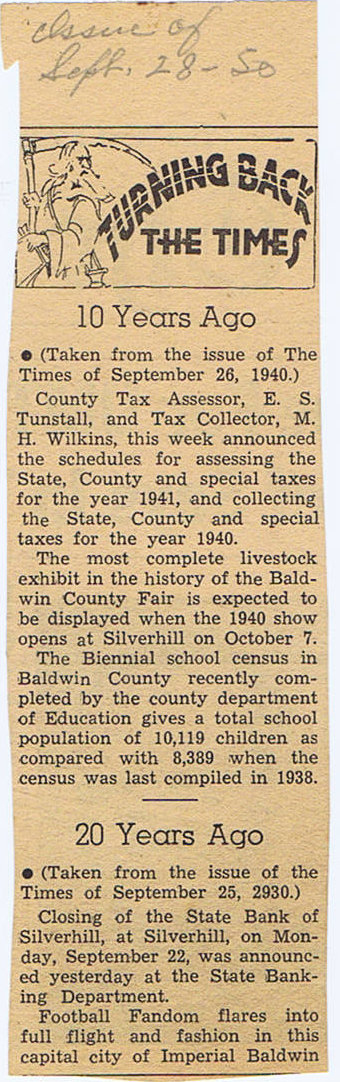 Issue of
Sept. 28-50
TURNING BACK
THE TIMES
10 Years Ago
● (Taken from the issue of The
Times of September 26, 1940.)
County Tax Assessor, E. S.
Tunstall, and Tax Collector, M.
H. Wilkins, this week announced
the schedules for assessing the
State, County and special taxes
for the year 1941, and collecting
the State, County and special
taxes for the year 1940.
The most complete livestock
exhibit in the history of the Bald-
win County Fair is expected to
be displayed when the 1940 show
opens at Silverhill on October 7.
The Biennial school census in
Baldwin County recently com-
pleted by the county department
of Education gives a total school
population of 10,119 children as
compared with 8,389 when the
census was last compiled in 1938.
20 Years Ago
● (Taken from the issue of the
Times of September 25, 2930.)
Closing of the State Bank of
Silverhill, at Silverhill, on Mon-
day, September 22, was announc-
ed yesterday at the State Bank-
ing Department.
Football Fandom flares into
full flight and fashion in this
capital city of Imperial Baldwin